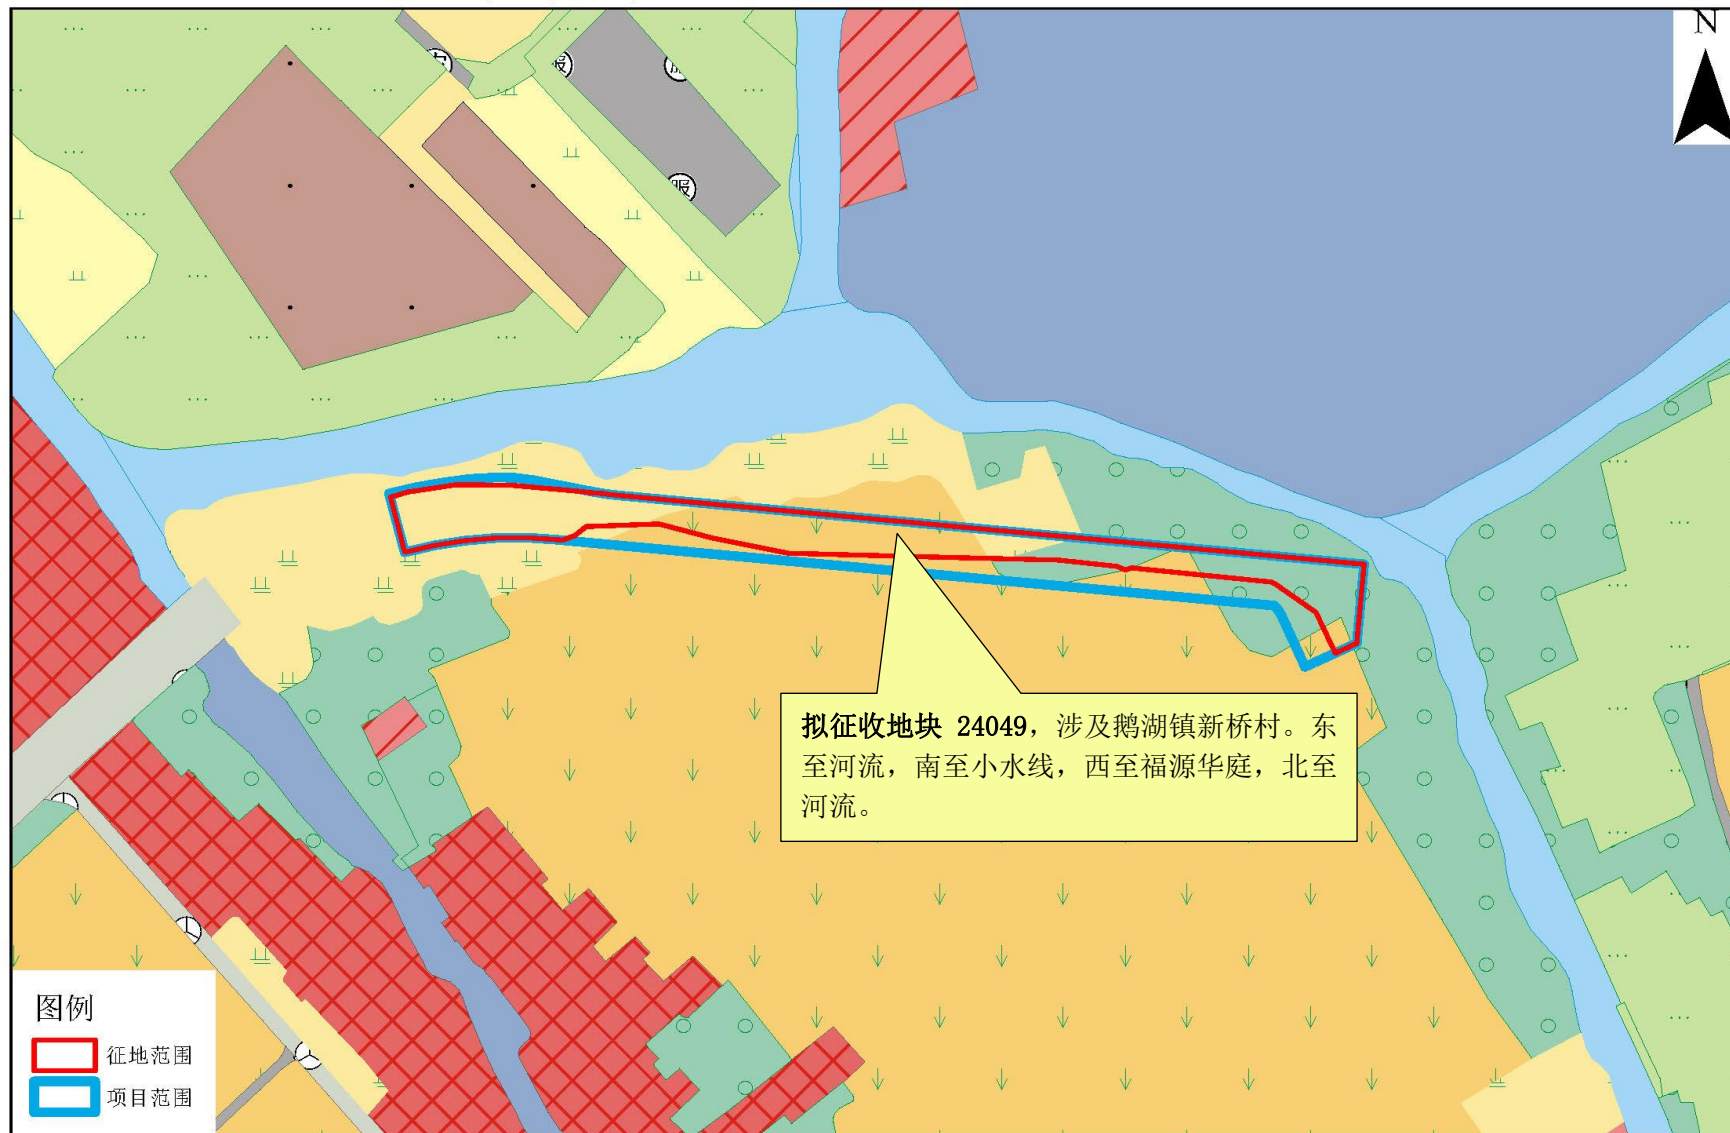 N
服
拟征收地块 24049，涉及鹅湖镇新桥村。东
至河流，南至小水线，西至福源华庭，北至
河流。
图例
征地范围
项目范围